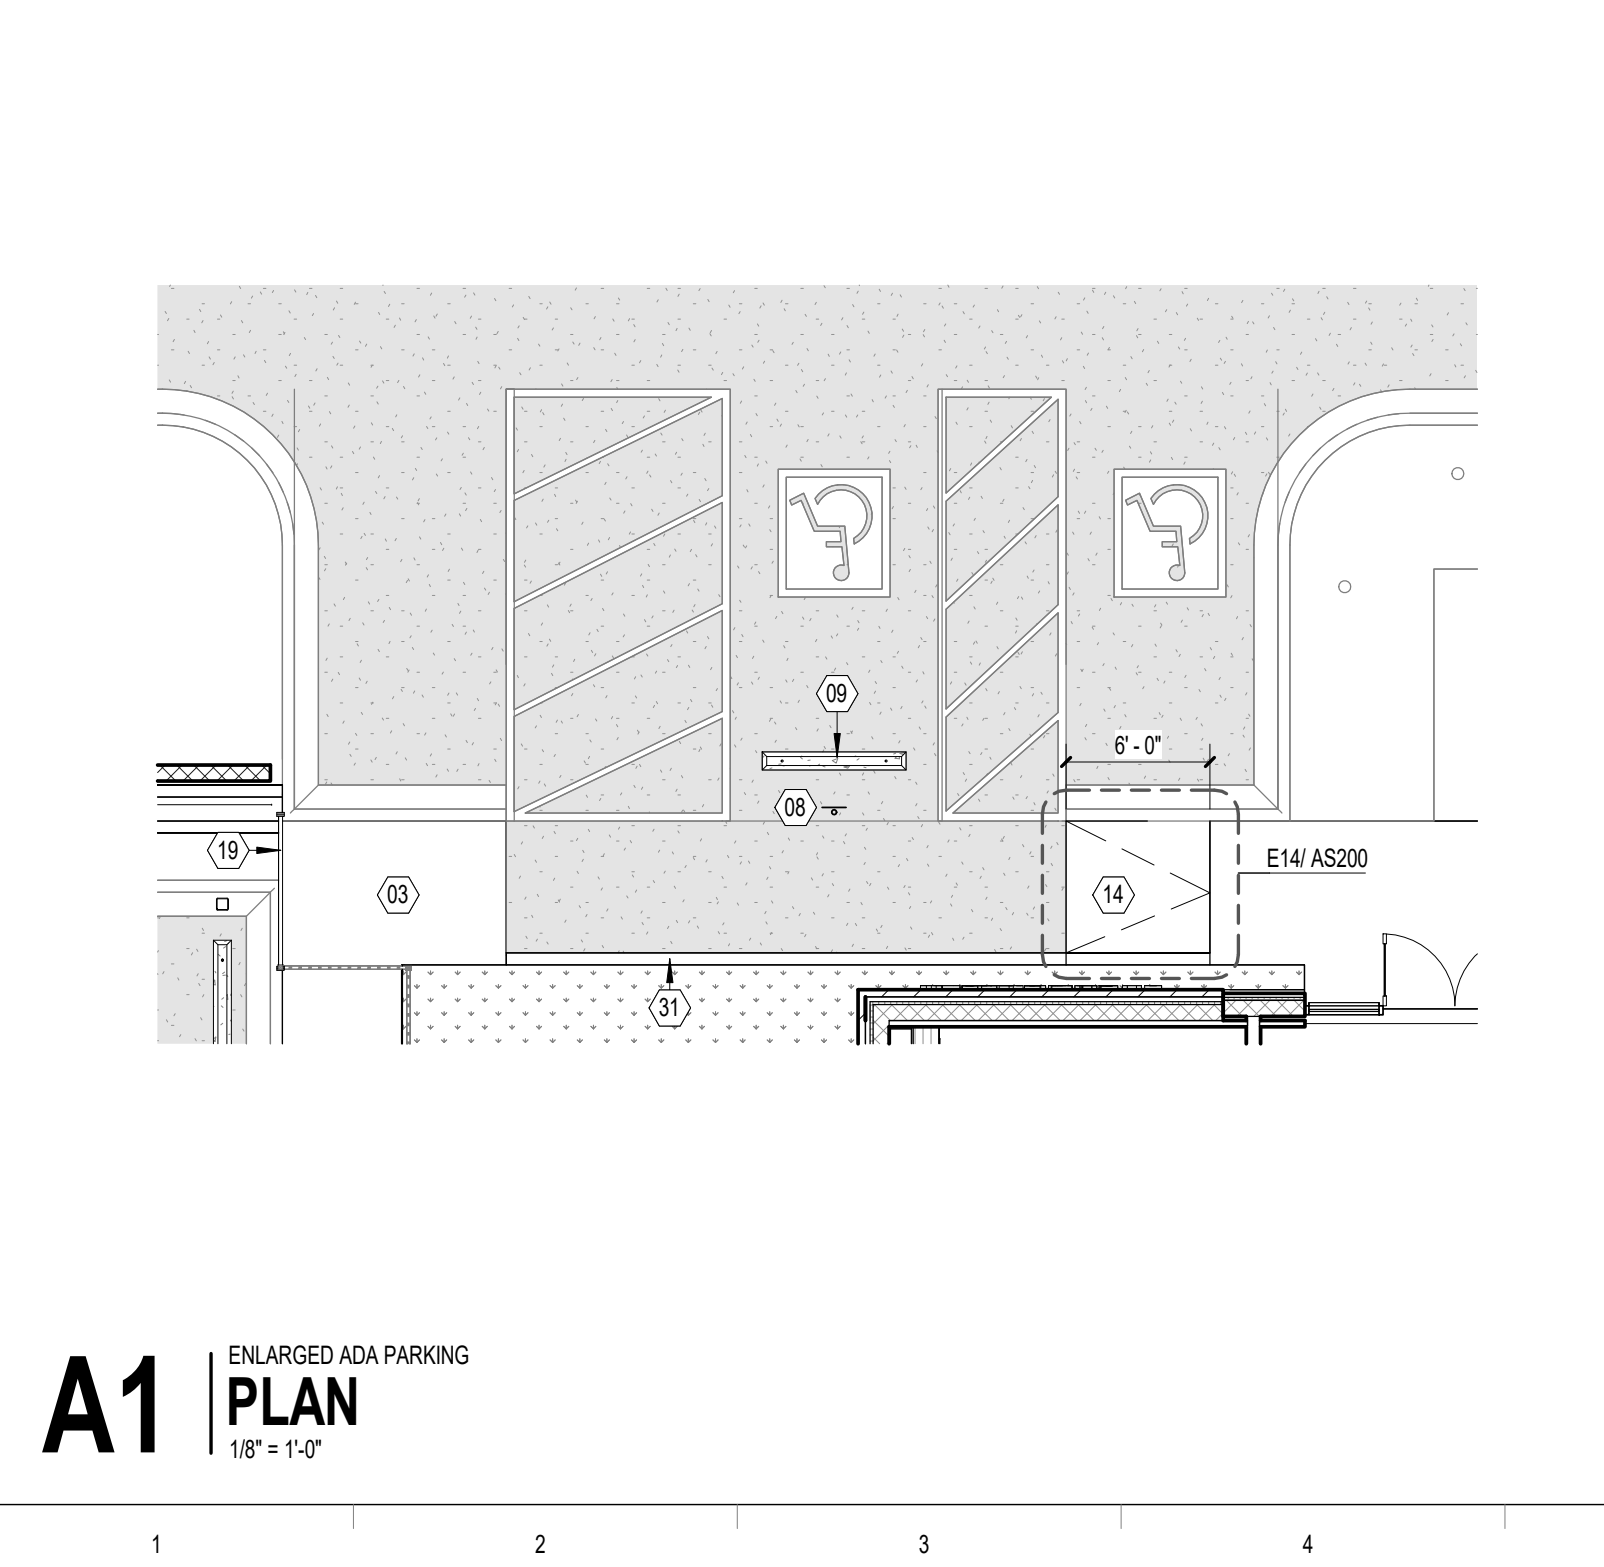 09
6' - 0"
08
19
E14/ AS200
03
14
31
A1
ENLARGED ADA PARKING
PLAN
1/8" = 1'-0"
1
2
3
4